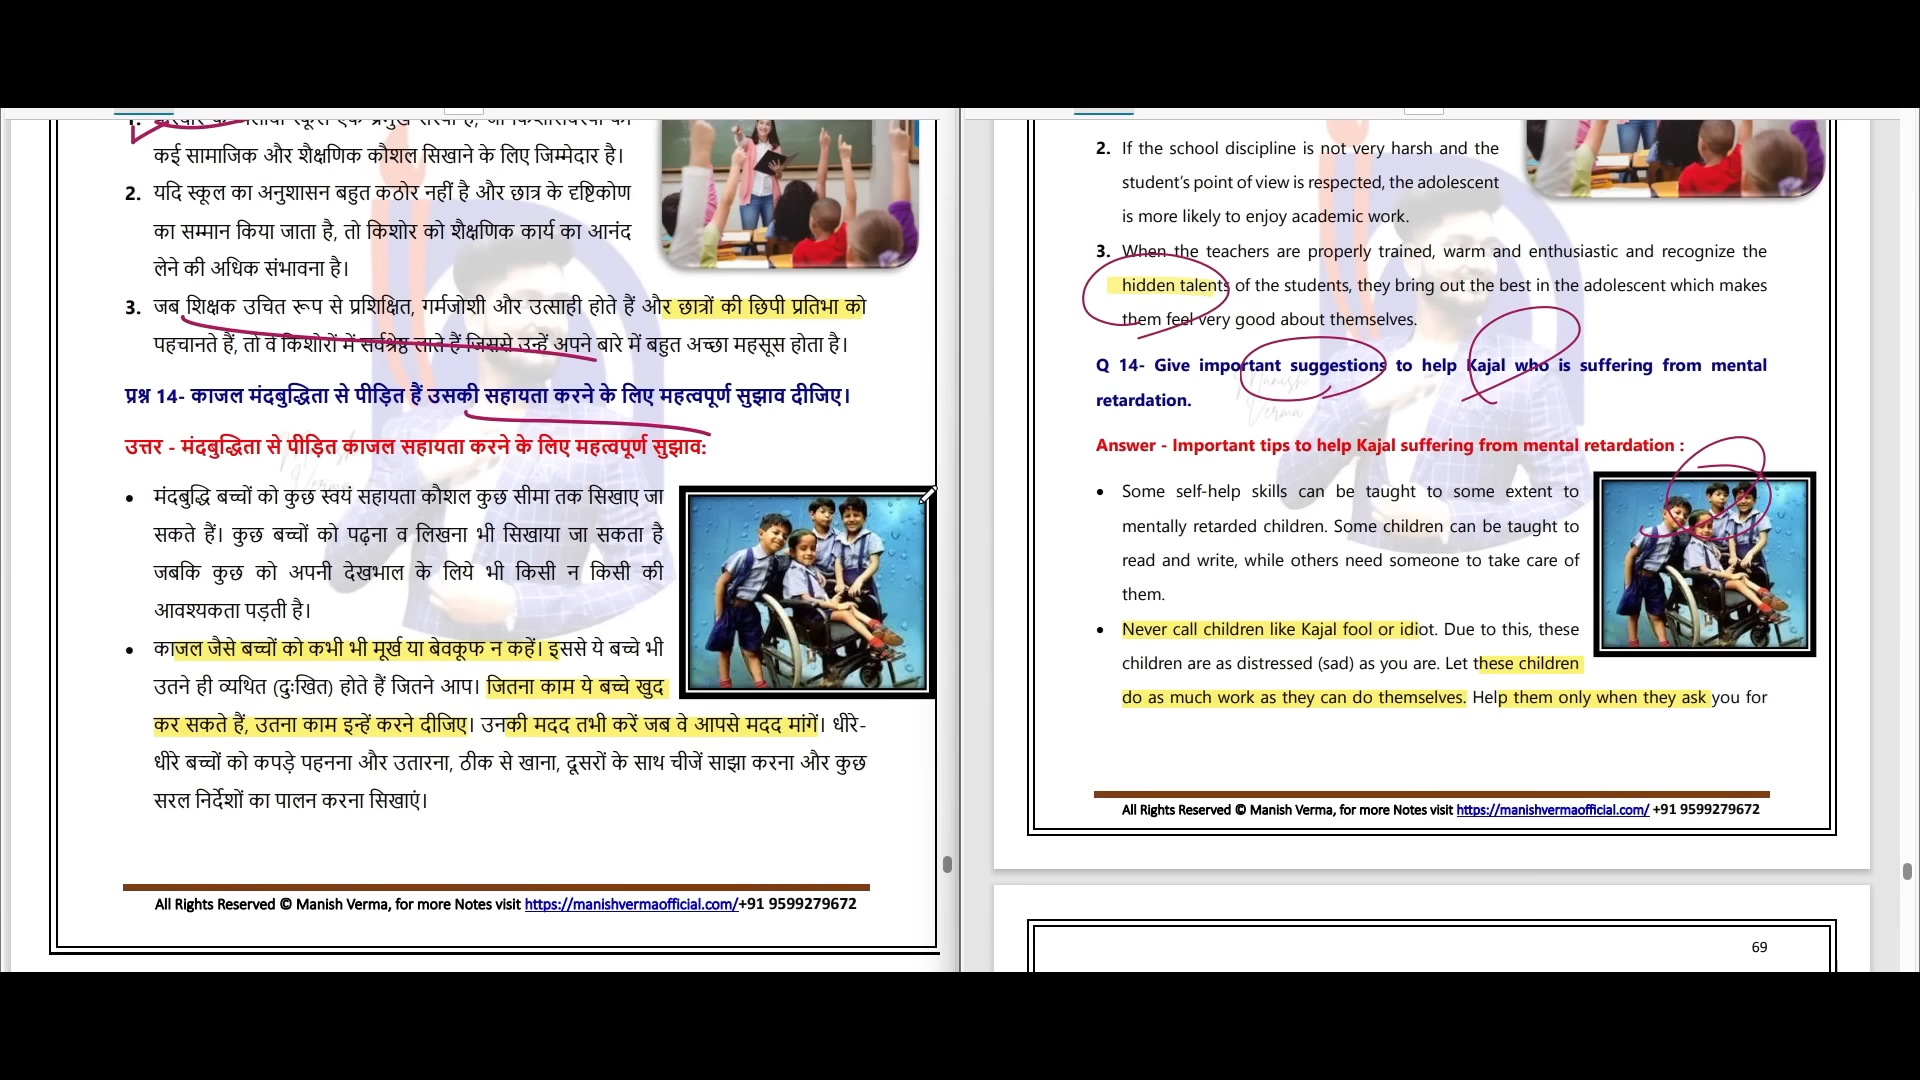 कई सामाजिक और शैक्षणिक कौशल सिखाने के लिए जिम्मेदार है।
2. यदि स्कूल का अनुशासन बहुत कठोर नहीं है और छात्र के दृष्टिकोण
का सम्मान किया जाता है, तो किशोर को शैक्षणिक कार्य का आनंद
लेने की अधिक संभावना है।
3. जब शिक्षक उचित रूप से प्रशिक्षित, गर्मजोशी और उत्साही होते हैं और छात्रों की छिपी प्रतिभा को
पहचानते हैं, तो वे किशोरों में सर्वश्रेष्ठ लाते हैं जिससे उन्हें अपने बारे में बहुत अच्छा महसूस होता है।
प्रश्न 14- काजल मंदबुद्धिता से पीड़ित हैं उसकी सहायता करने के लिए महत्वपूर्ण सुझाव दीजिए।
उत्तर - मंदबुद्धिता से पीड़ित काजल सहायता करने के लिए महत्वपूर्ण सुझाव:
• मंदबुद्धि बच्चों को कुछ स्वयं सहायता कौशल कुछ सीमा तक सिखाए जा
सकते हैं। कुछ बच्चों को पढ़ना व लिखना भी सिखाया जा सकता है
जबकि कुछ को अपनी देखभाल के लिये भी किसी न किसी की
आवश्यकता पड़ती है।
• काजल जैसे बच्चों को कभी भी मूर्ख या बेवकूफ न कहें। इससे ये बच्चे भी
उतने ही व्यथित (दुःखित) होते हैं जितने आप। जितना काम ये बच्चे खुद
कर सकते हैं, उतना काम इन्हें करने दीजिए। उनकी मदद तभी करें जब वे आपसे मदद मांगें। धीरे-
धीरे बच्चों को कपड़े पहनना और उतारना, ठीक से खाना, दूसरों के साथ चीजें साझा करना और कुछ
सरल निर्देशों का पालन करना सिखाएं।
All Rights Reserved © Manish Verma, for more Notes visit https://manishvermaofficial.com/+91 9599279672
2. If the school discipline is not very harsh and the
student's point of view is respected, the adolescent
is more likely to enjoy academic work.
3. When the teachers are properly trained, warm and enthusiastic and recognize the
hidden talents of the students, they bring out the best in the adolescent which makes
them feel very good about themselves.
Q 14- Give important suggestions to help Kajal who is suffering from mental
retardation.
Answer - Important tips to help Kajal suffering from mental retardation :
• Some self-help skills can be taught to some extent to
mentally retarded children. Some children can be taught to
read and write, while others need someone to take care of
them.
• Never call children like Kajal fool or idiot. Due to this, these
children are as distressed (sad) as you are. Let these children
do as much work as they can do themselves. Help them only when they ask you for
All Rights Reserved © Manish Verma, for more Notes visit https://manishvermaofficial.com/ +91 9599279672
69